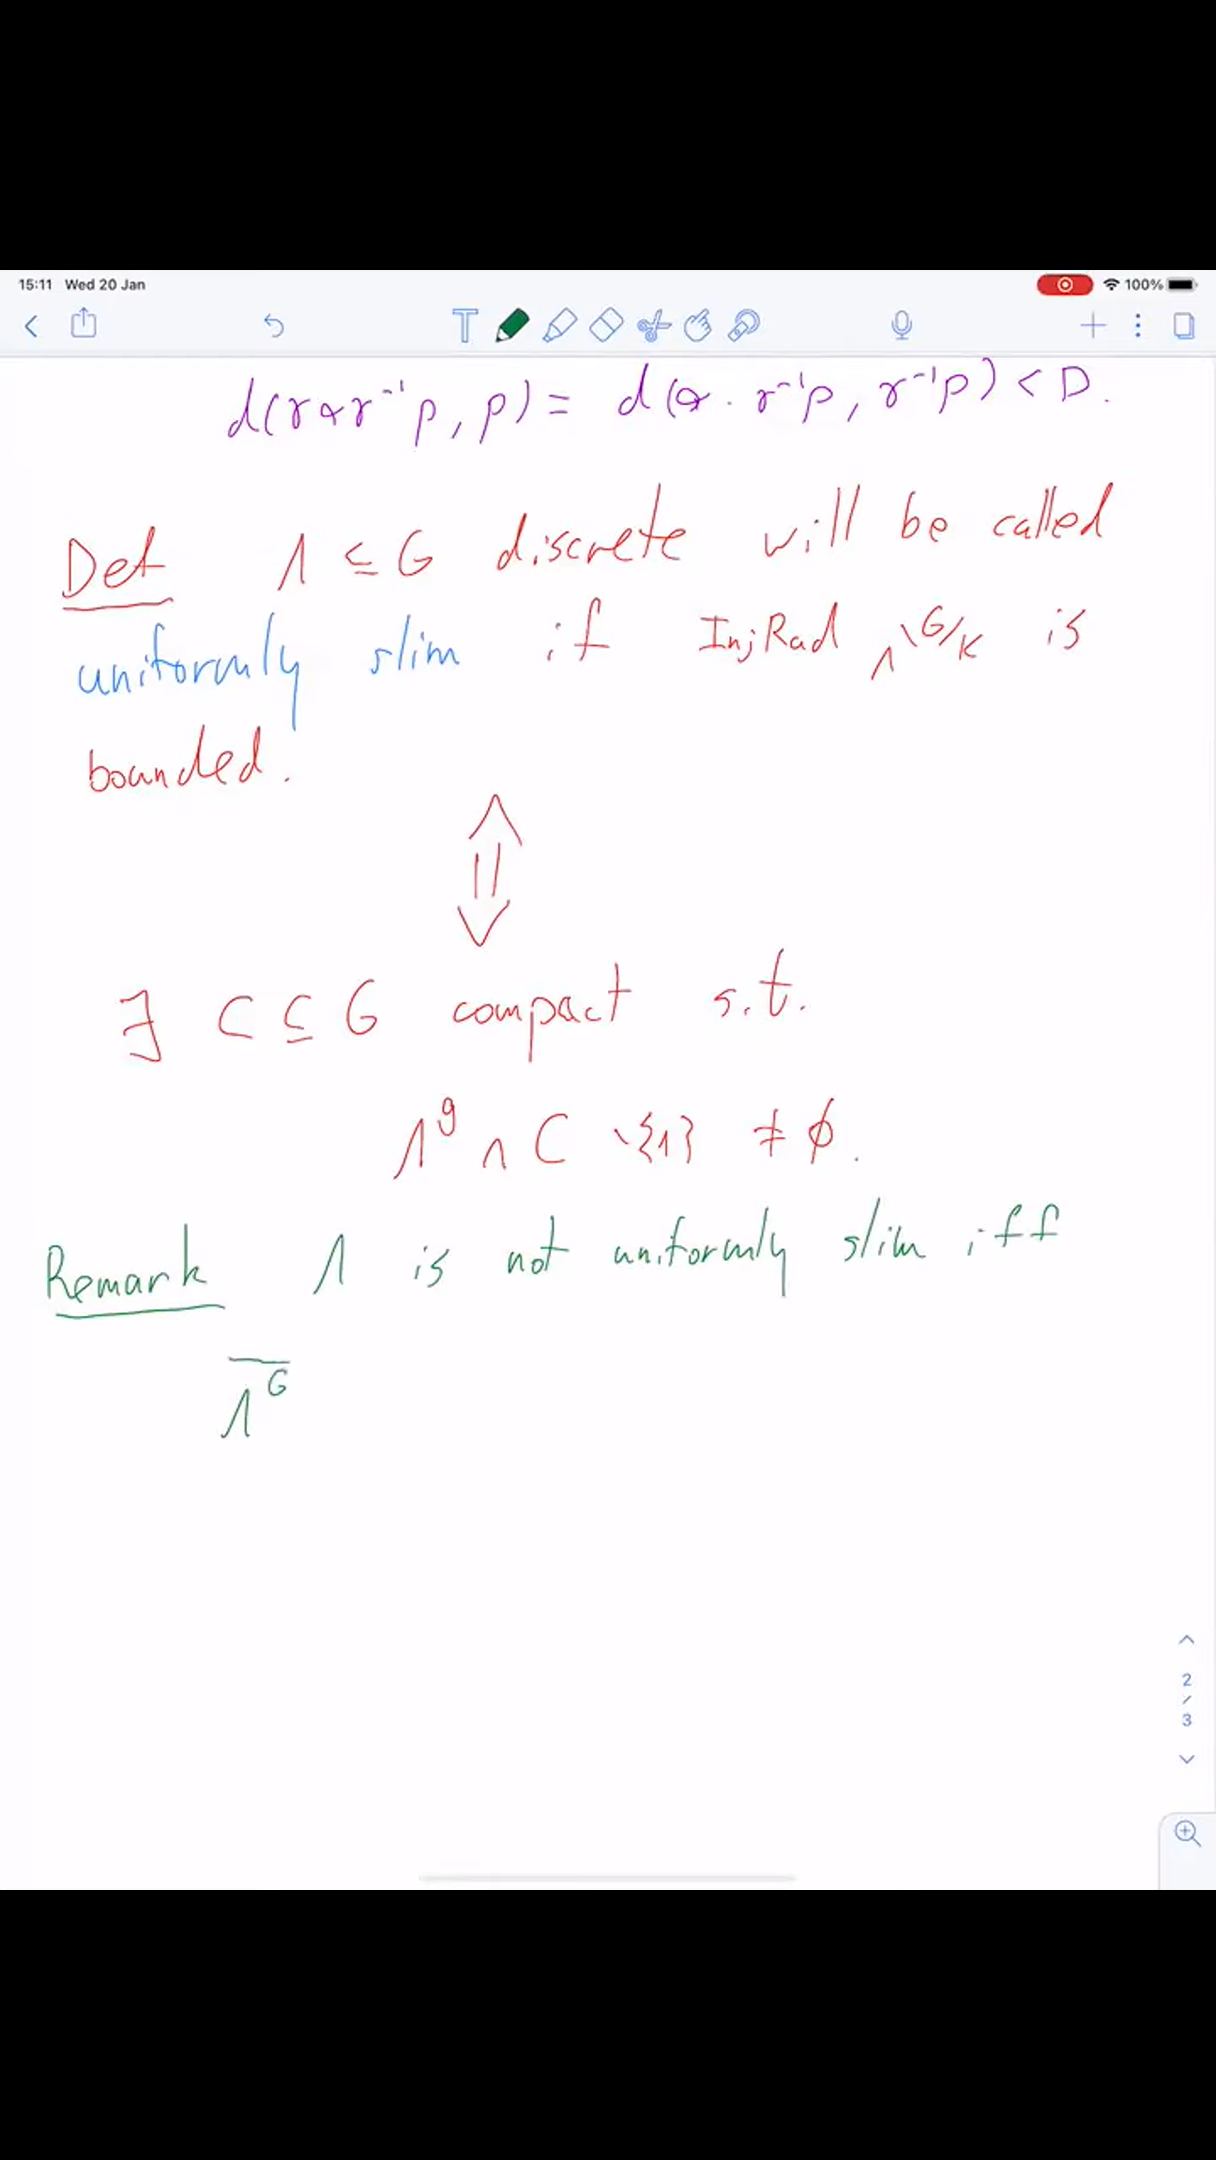 15:11 Wed 20 Jan 100%
T
d(γαγ⁻¹p, p) = d(α·γ⁻¹p, γ⁻¹p) < D.
Def Λ ⊆ G discrete will be called
uniformly slim if InjRad Λ\G/K is
bounded.
⇕
∃ C ⊆ G compact s.t.
Λ^g ∩ C \{1} ≠ ∅.
Remark Λ is not uniformly slim iff
\overline{Λ^G}
2
/
3